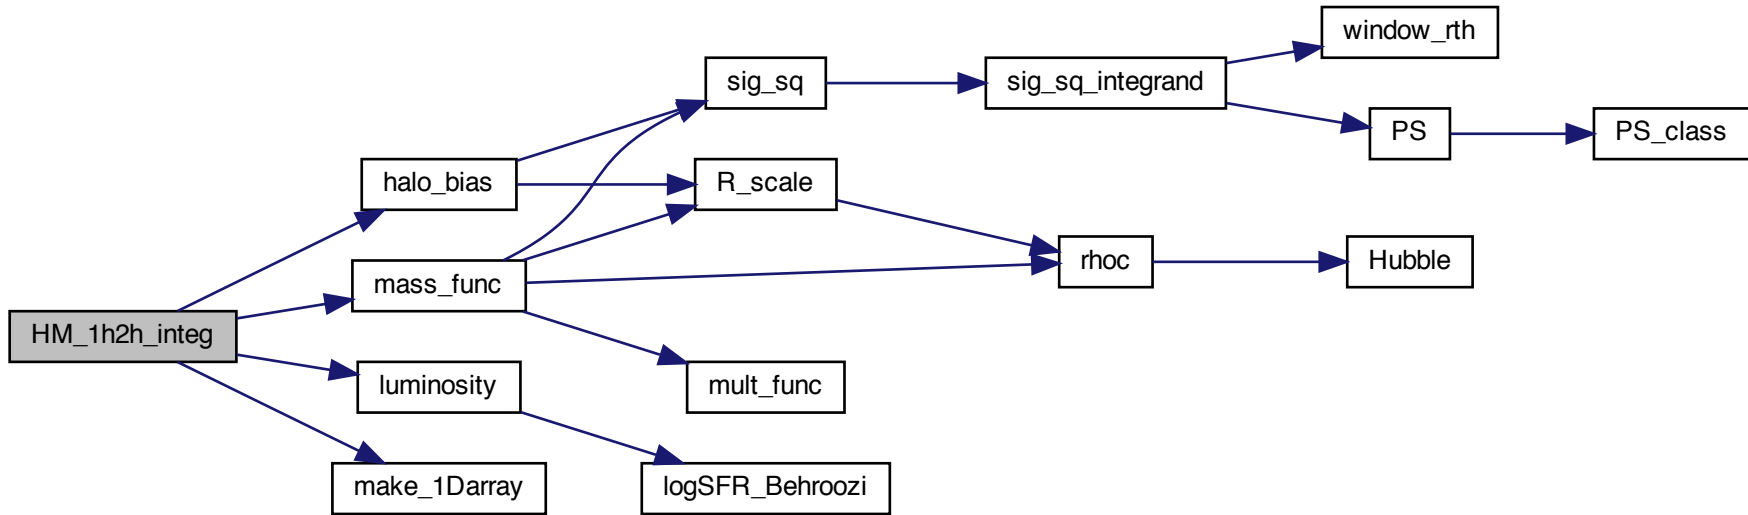 HM_1h2h_integ
halo_bias
mass_func
luminosity
make_1Darray
sig_sq
R_scale
mult_func
logSFR_Behroozi
sig_sq_integrand
rhoc
window_rth
PS
Hubble
PS_class